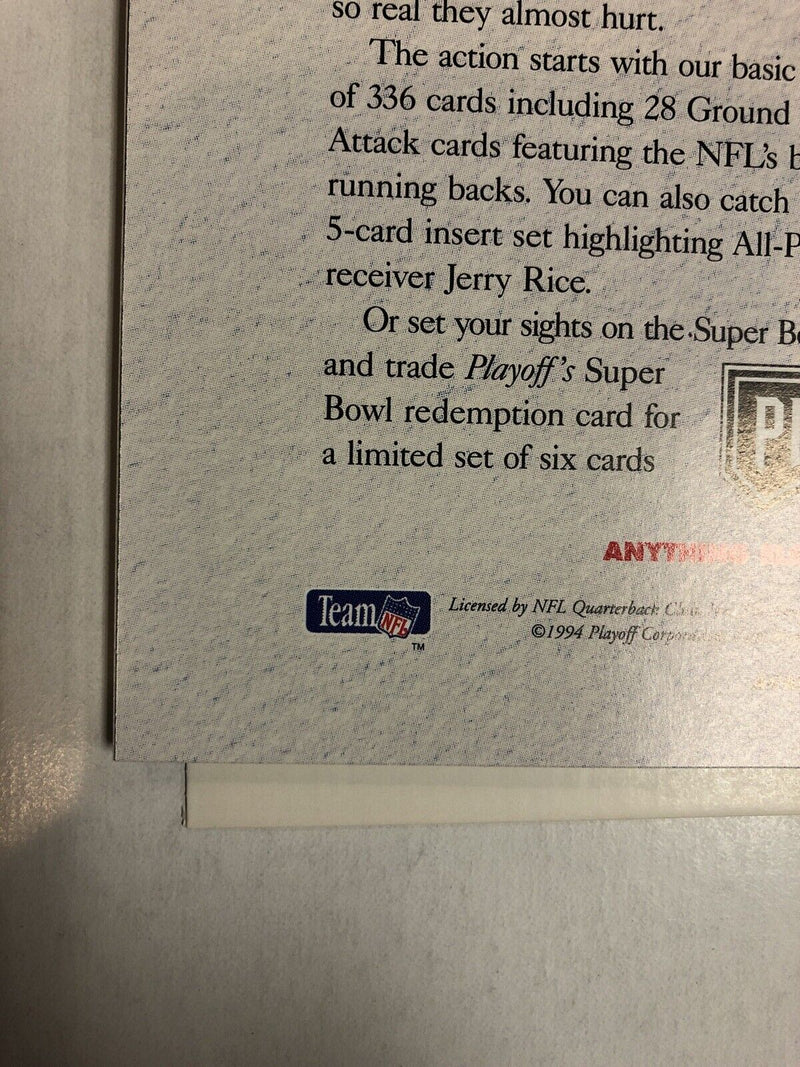 so real they almost hurt.
The action starts with our basic
of 336 cards including 28 Ground
Attack cards featuring the NFL's
running backs. You can also catch
5-card insert set highlighting
receiver Jerry Rice.
Or set your sights on the Super
and trade Playoff's Super
Bowl redemption card for
a limited set of six cards
Team NFL
TM
Licensed by NFL Quarterback
©1994 Playoff